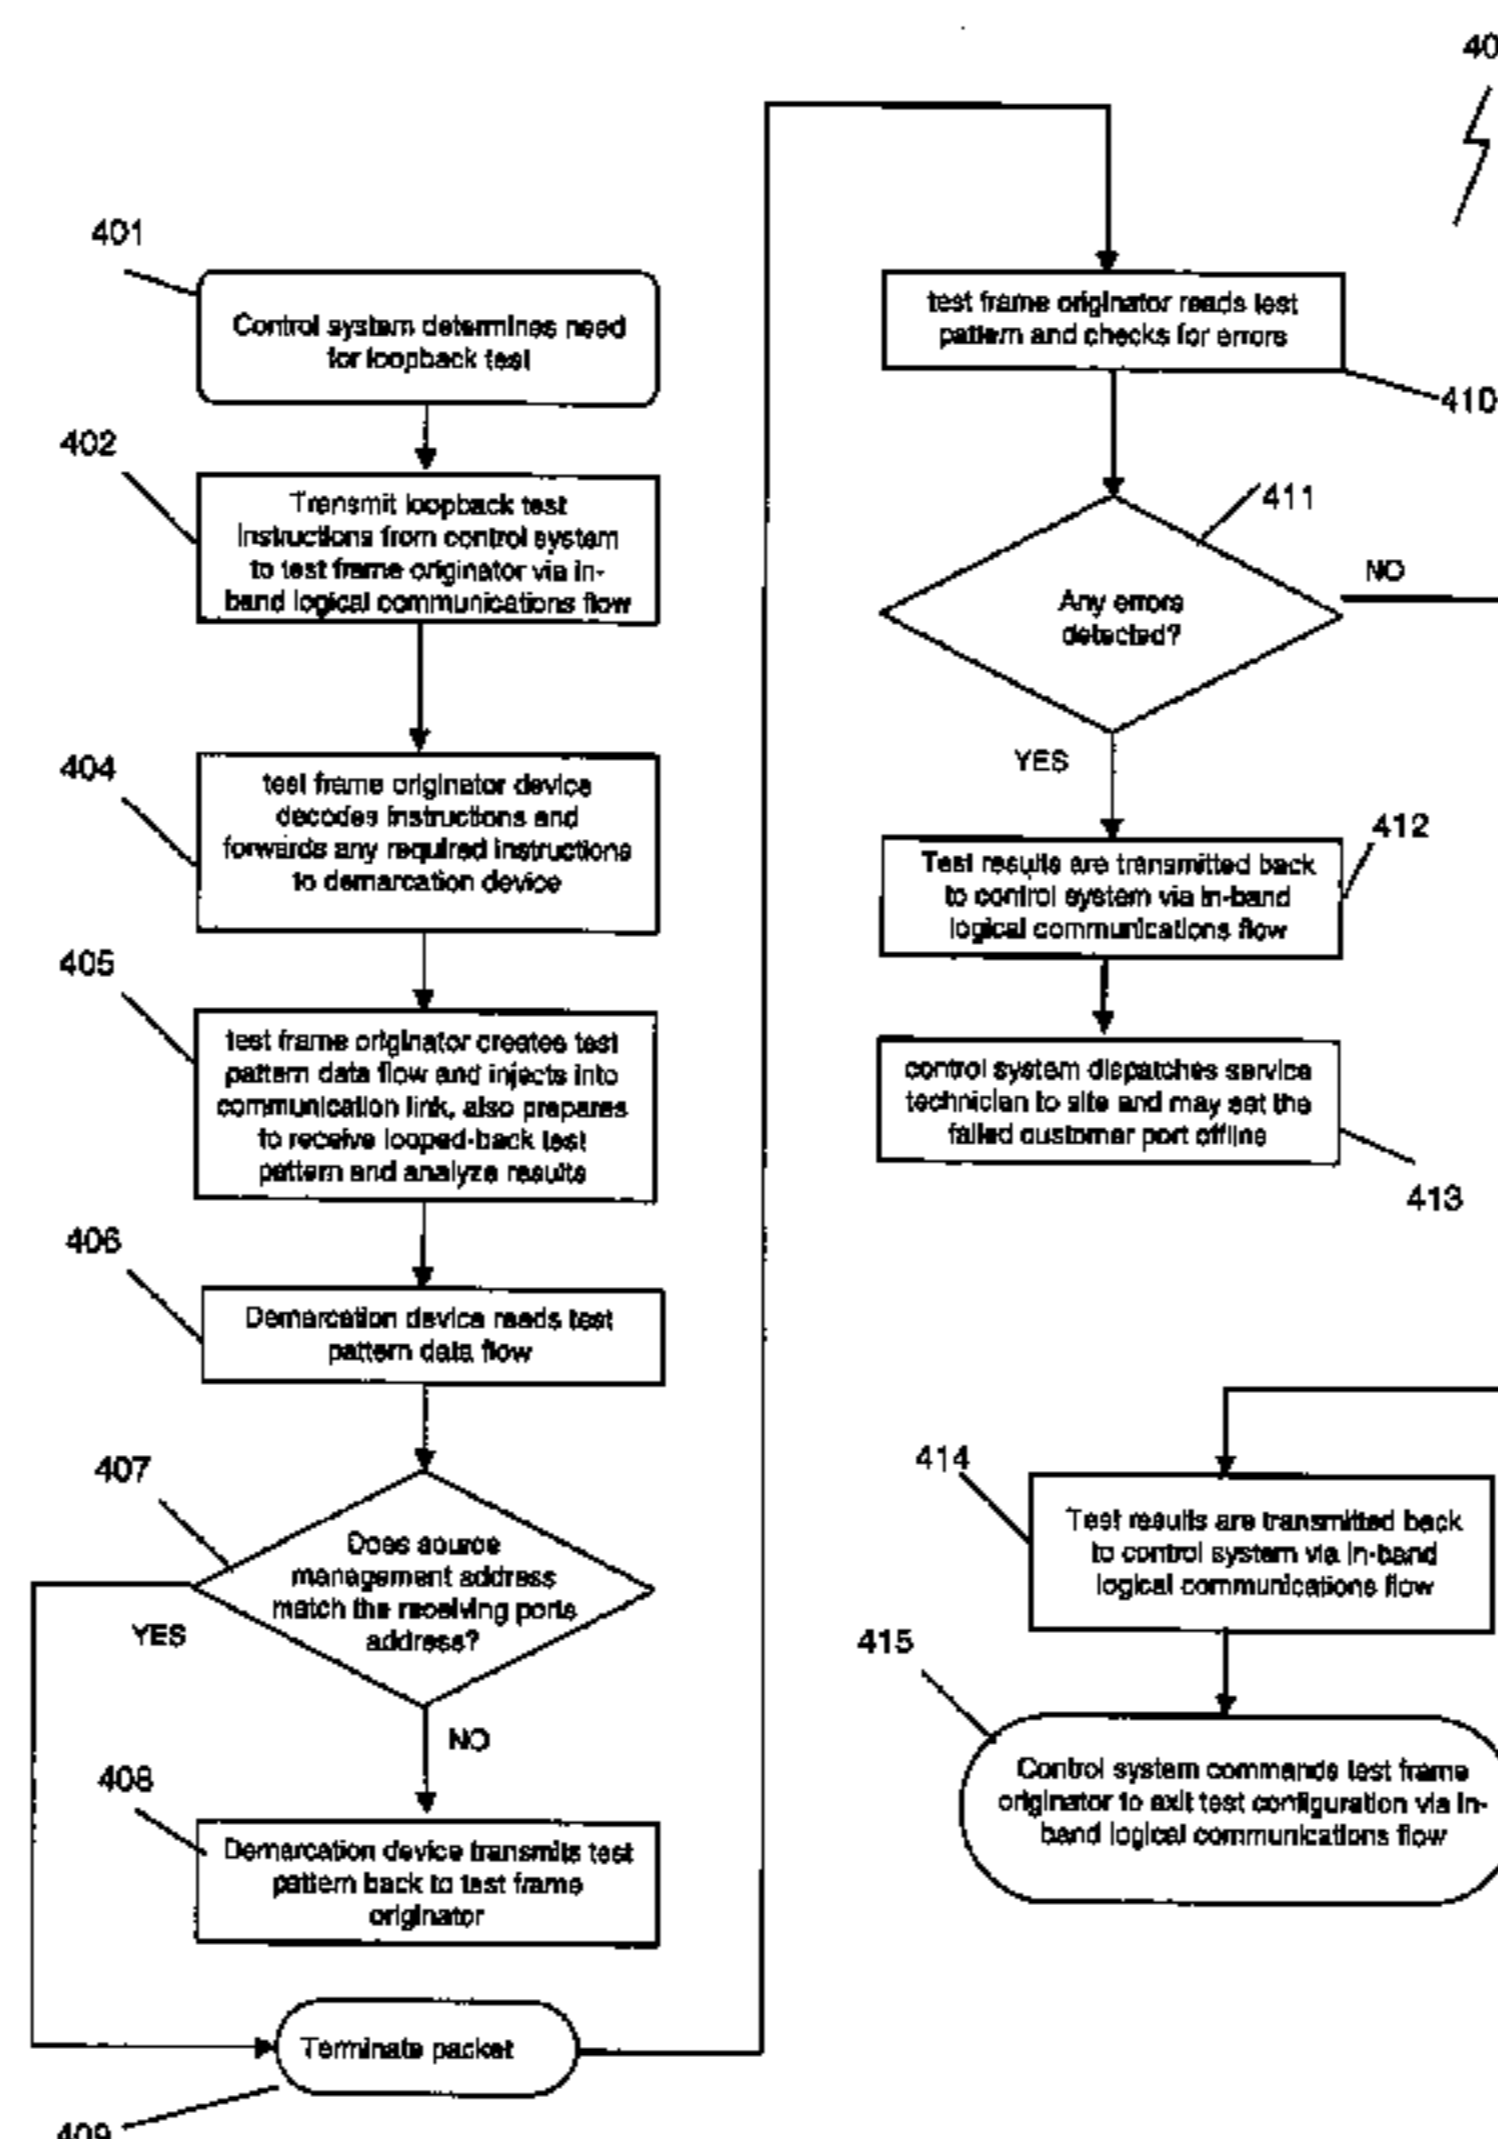 40
401
Control system determines need
for loopback test
402
Transmit loopback test
instructions from control system
to test frame originator via in-
band logical communications flow
404
test frame originator device
decodes instructions and
forwards any required instructions
to demarcation device
405
test frame originator creates test
pattern data flow and injects into
communication link, also prepares
to receive looped-back test
pattern and analyze results
406
Demarcation device reads test
pattern data flow
407
Does source
management address
match the receiving ports
address?
YES
NO
408
Demarcation device transmits test
pattern back to test frame
originator
Terminate packet
409
test frame originator reads test
pattern and checks for errors
410
411
Any errors
detected?
NO
YES
412
Test results are transmitted back
to control system via in-band
logical communications flow
control system dispatches service
technician to site and may set the
failed customer port offline
413
414
Test results are transmitted back
to control system via in-band
logical communications flow
415
Control system commands test frame
originator to exit test configuration via in-
band logical communications flow